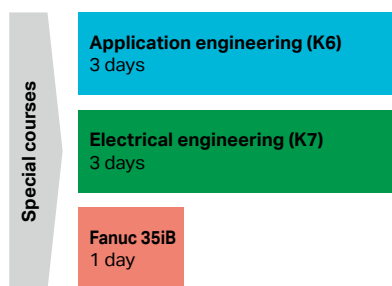 Special courses
Application engineering (K6)
3 days
Electrical engineering (K7)
3 days
Fanuc 35iB
1 day